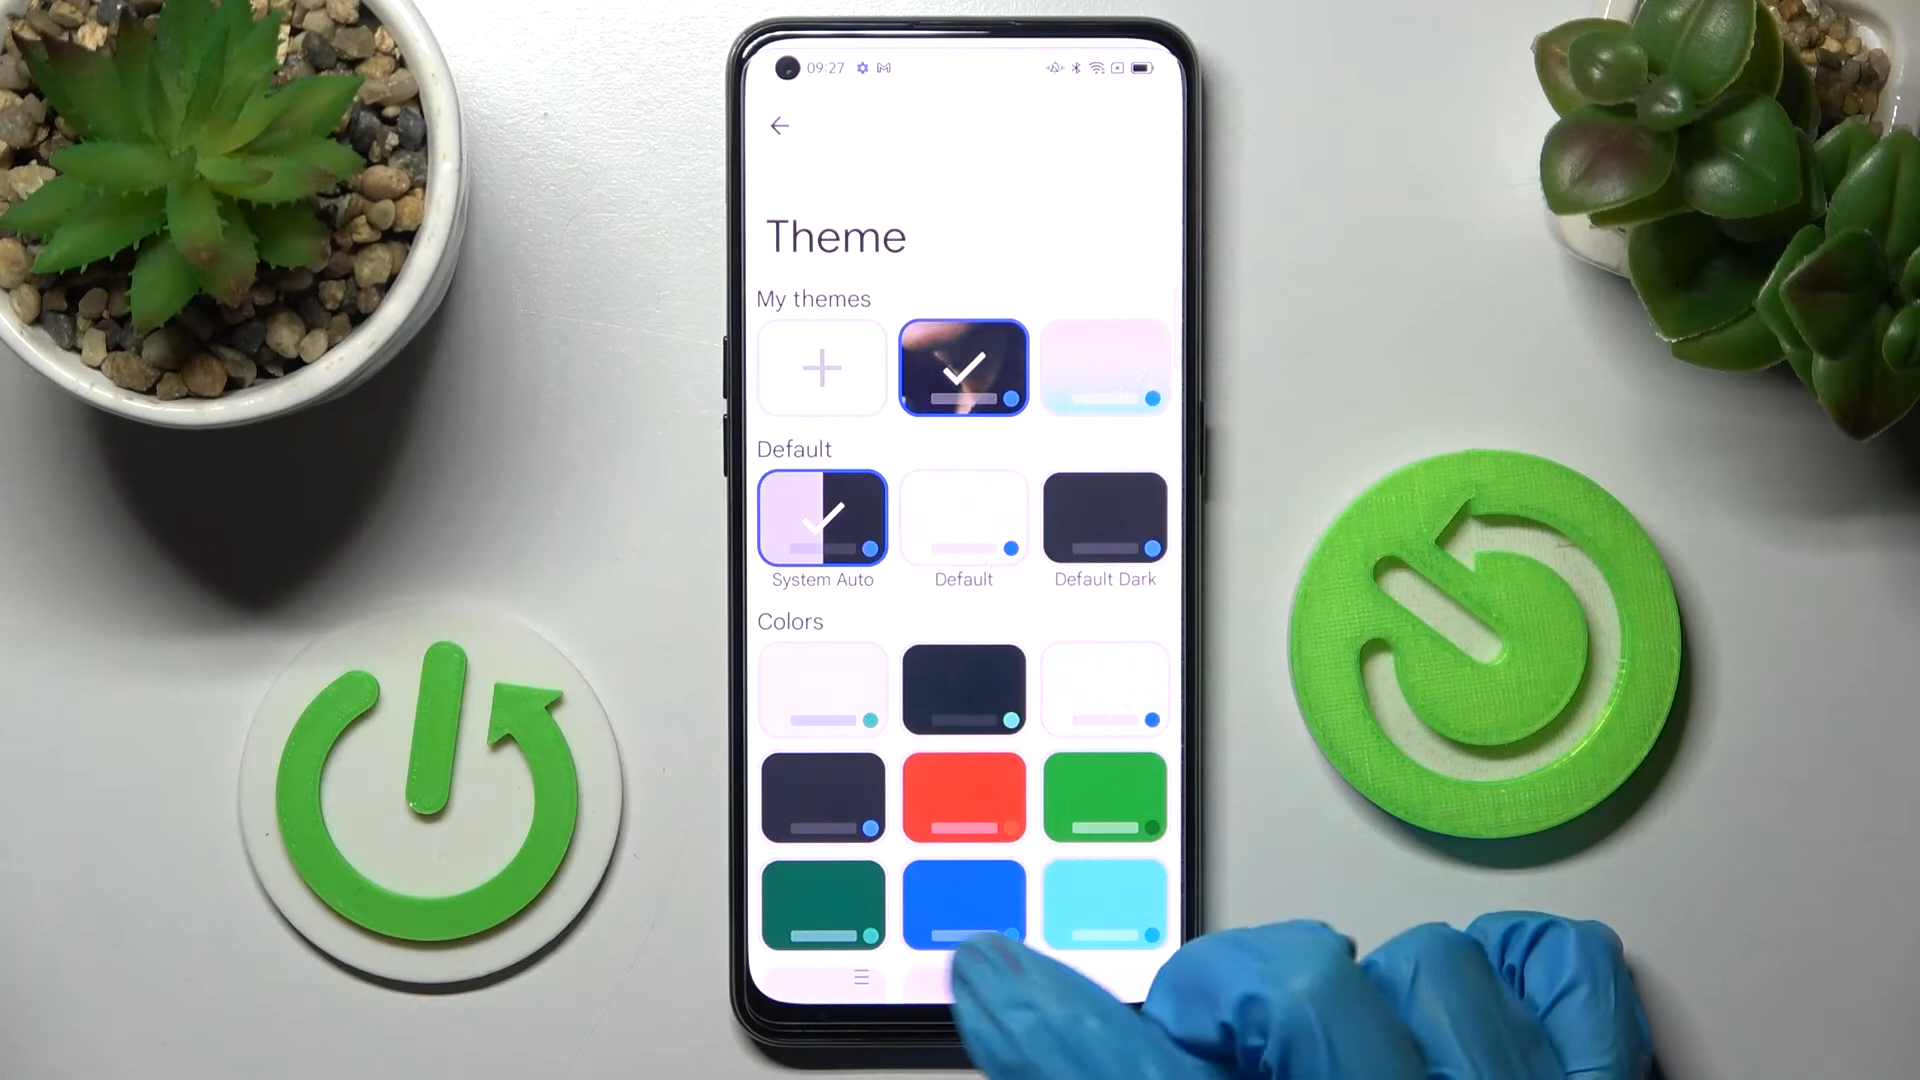 09:27
Theme
My themes
Default
System Auto
Default
Default Dark
Colors